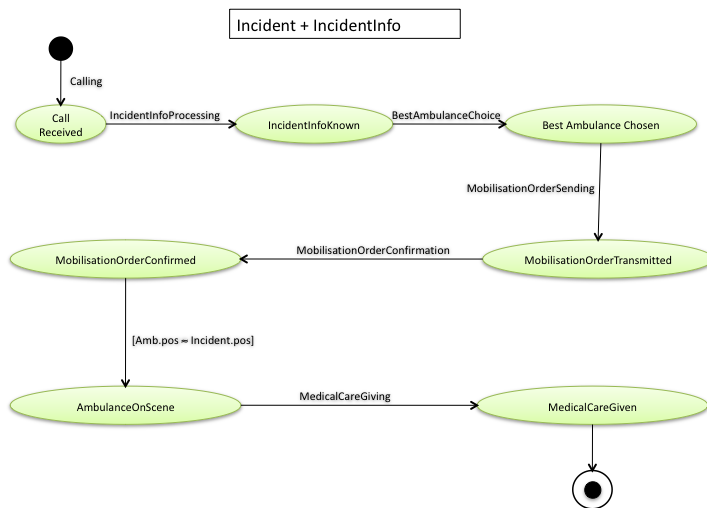 Incident + IncidentInfo
Calling
Call
Received
IncidentInfoProcessing
IncidentInfoKnown
BestAmbulanceChoice
Best Ambulance Chosen
MobilisationOrderSending
MobilisationOrderConfirmed
MobilisationOrderConfirmation
MobilisationOrderTransmitted
[Amb.pos ≈ Incident.pos]
AmbulanceOnScene
MedicalCareGiving
MedicalCareGiven